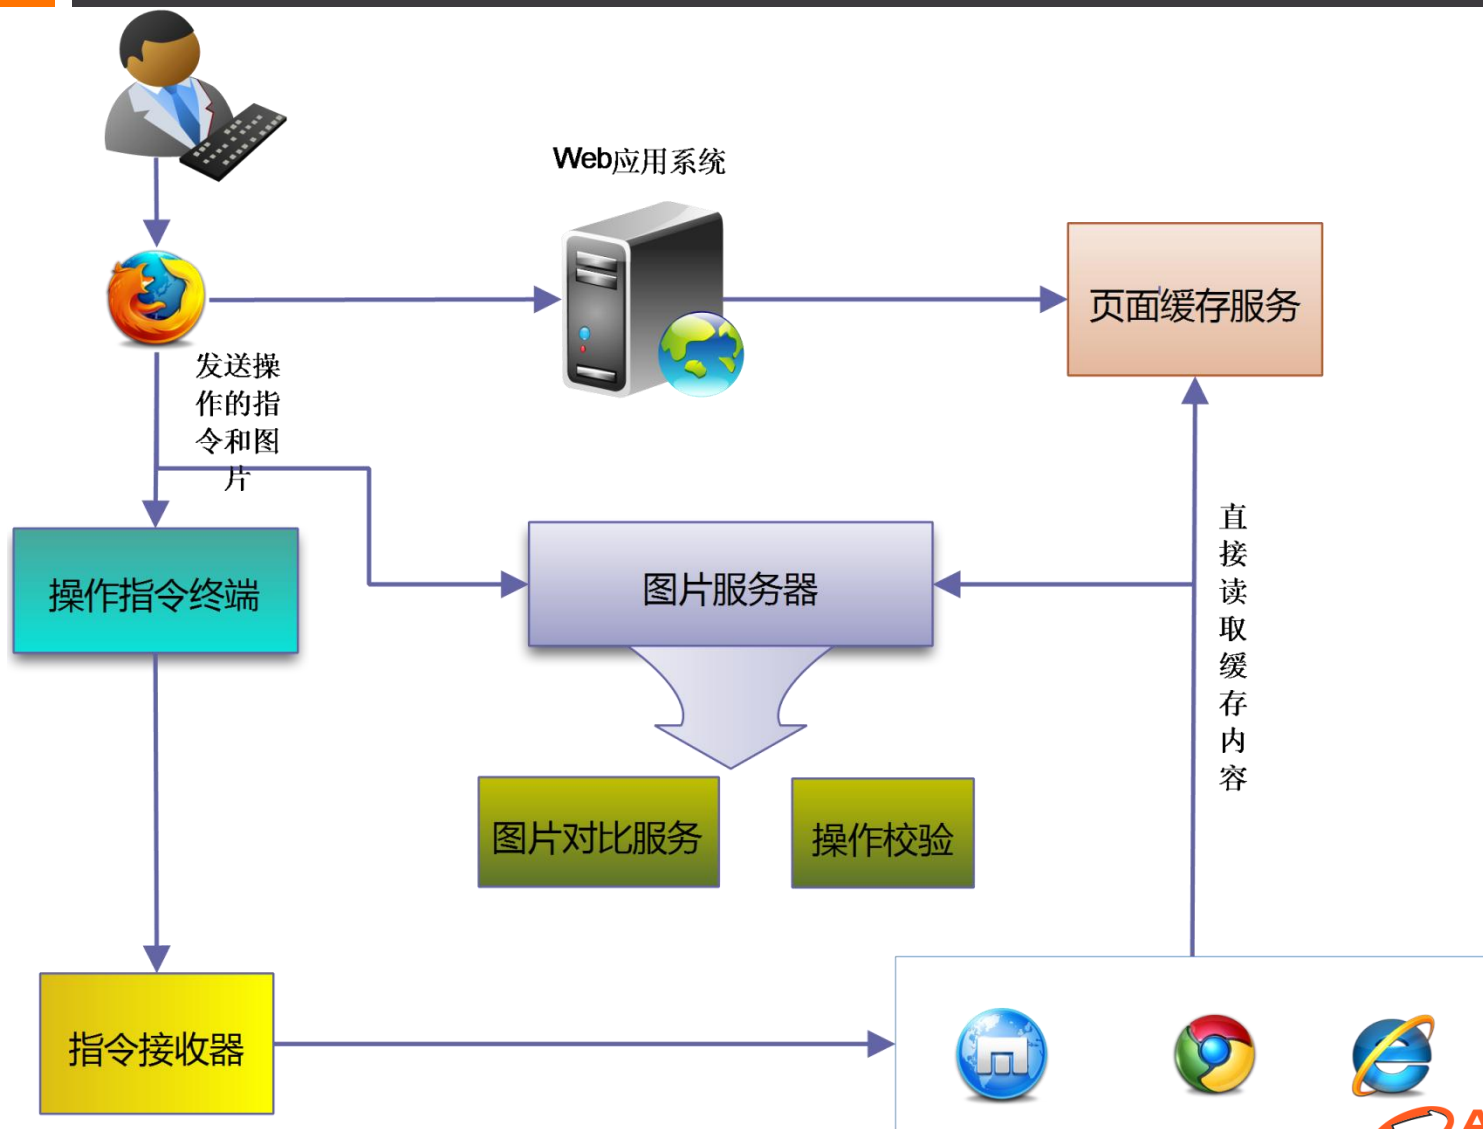 Web应用系统
页面缓存服务
发送操
作的指
令和图
片
操作指令终端
图片服务器
直
接
读
取
缓
存
内
容
图片对比服务
操作校验
指令接收器